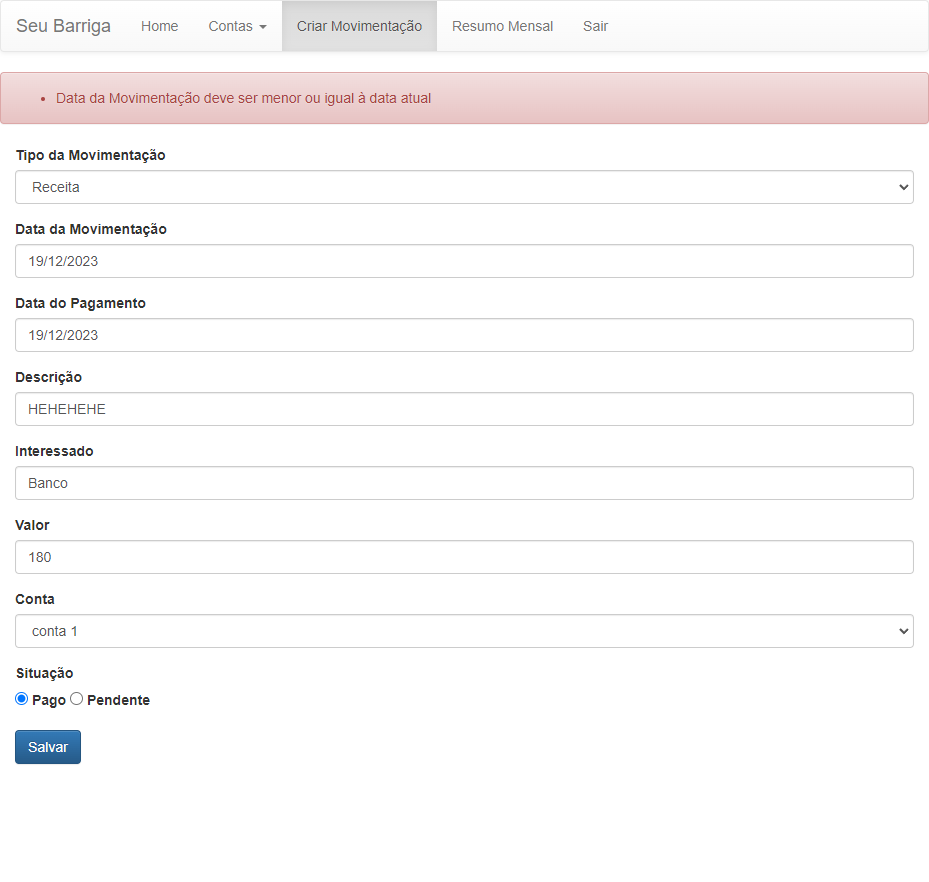 Seu Barriga Home Contas Criar Movimentação Resumo Mensal Sair
Data da Movimentação deve ser menor ou igual à data atual
Tipo da Movimentação
Receita
Data da Movimentação
19/12/2023
Data do Pagamento
19/12/2023
Descrição
HEHEHEHE
Interessado
Banco
Valor
180
Conta
conta 1
Situação
Pago Pendente
Salvar